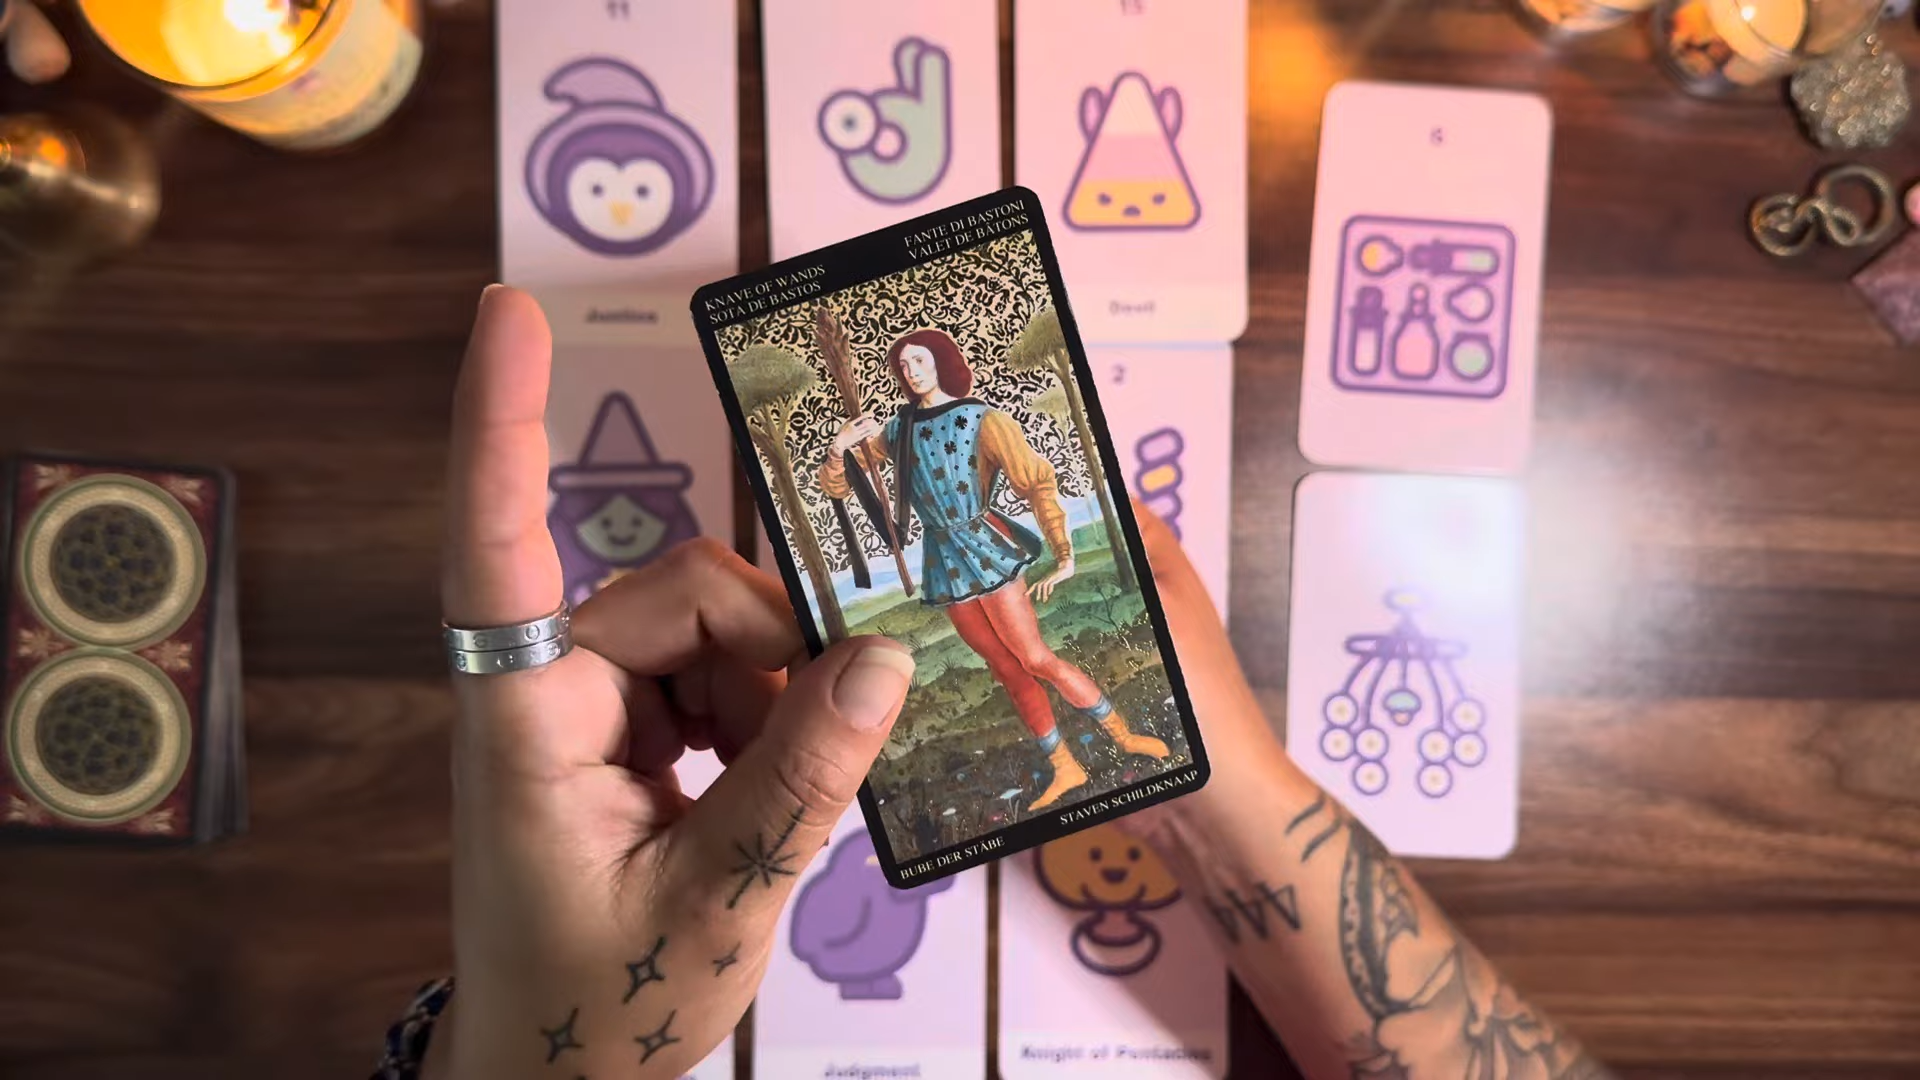 11
15
KNAVE OF WANDS
SOTA DE BASTOS
FANTE DI BASTONI
VALET DE BÂTONS
Justice
Devil
6
2
BUBE DER STÄBE
STAVEN SCHILDKNAAP
444
Judgment
Knight of Pentacles